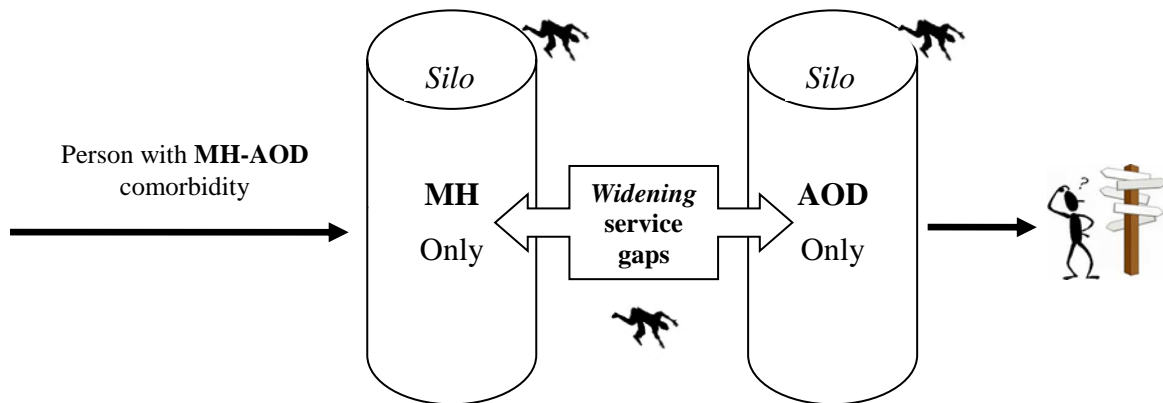 Silo
Silo
Person with MH-AOD
comorbidity
MH
Only
Widening
service
gaps
AOD
Only
?